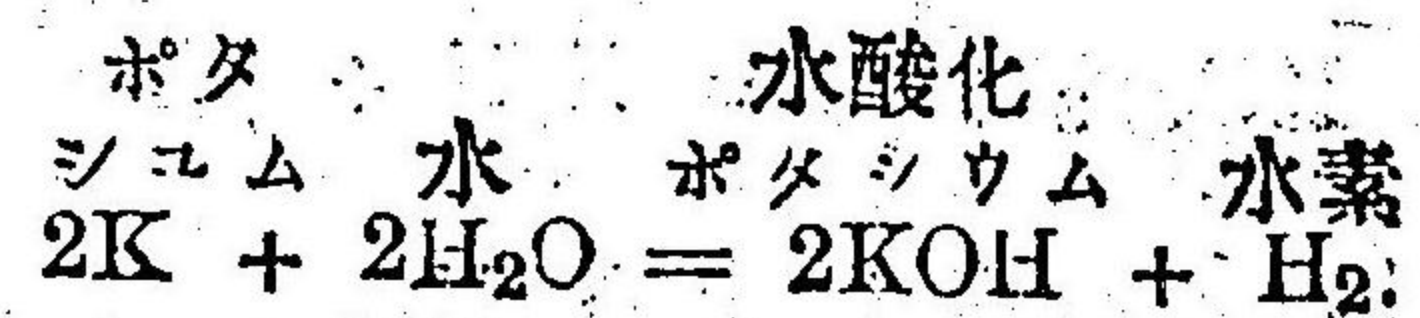 ポタ 水酸化
シユム 水 ポタシウム 水素
2K + 2H₂O = 2KOH + H₂.